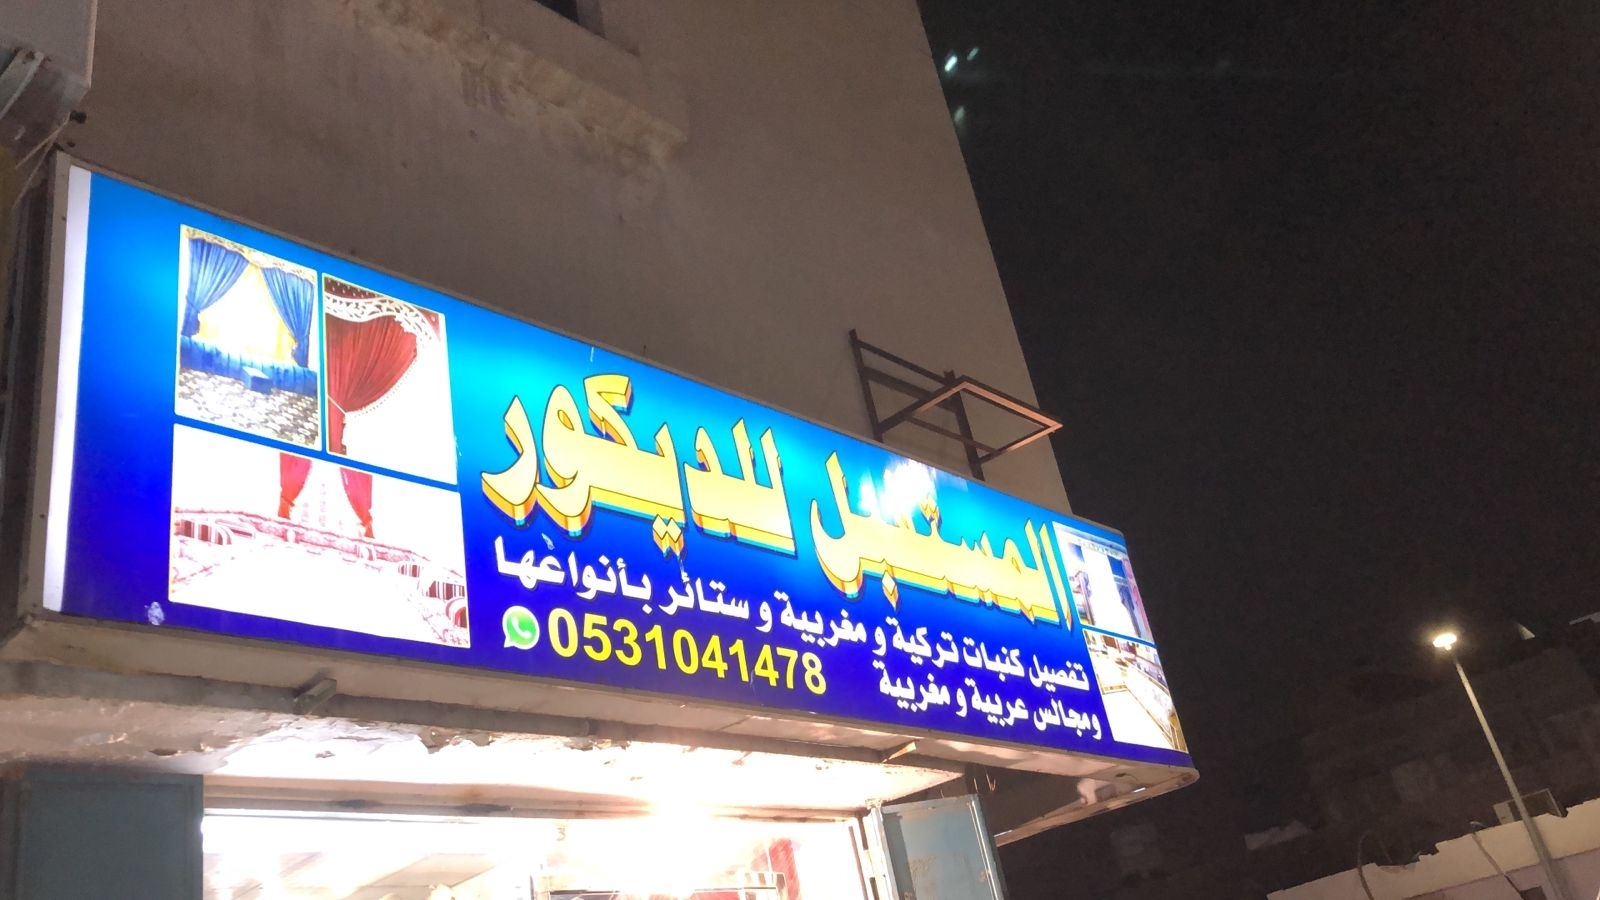 المستقبل للديكور
تفصيل كنبات تركية و مغربية و ستائر بأنواعها
ومجالس عربية و مغربية
0531041478